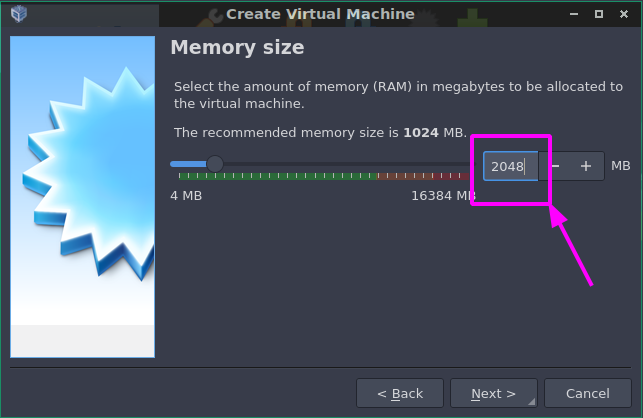 Create Virtual Machine
Memory size
Select the amount of memory (RAM) in megabytes to be allocated to
the virtual machine.
The recommended memory size is 1024 MB.
2048 - + MB
4 MB 16384 MB
< Back Next > Cancel